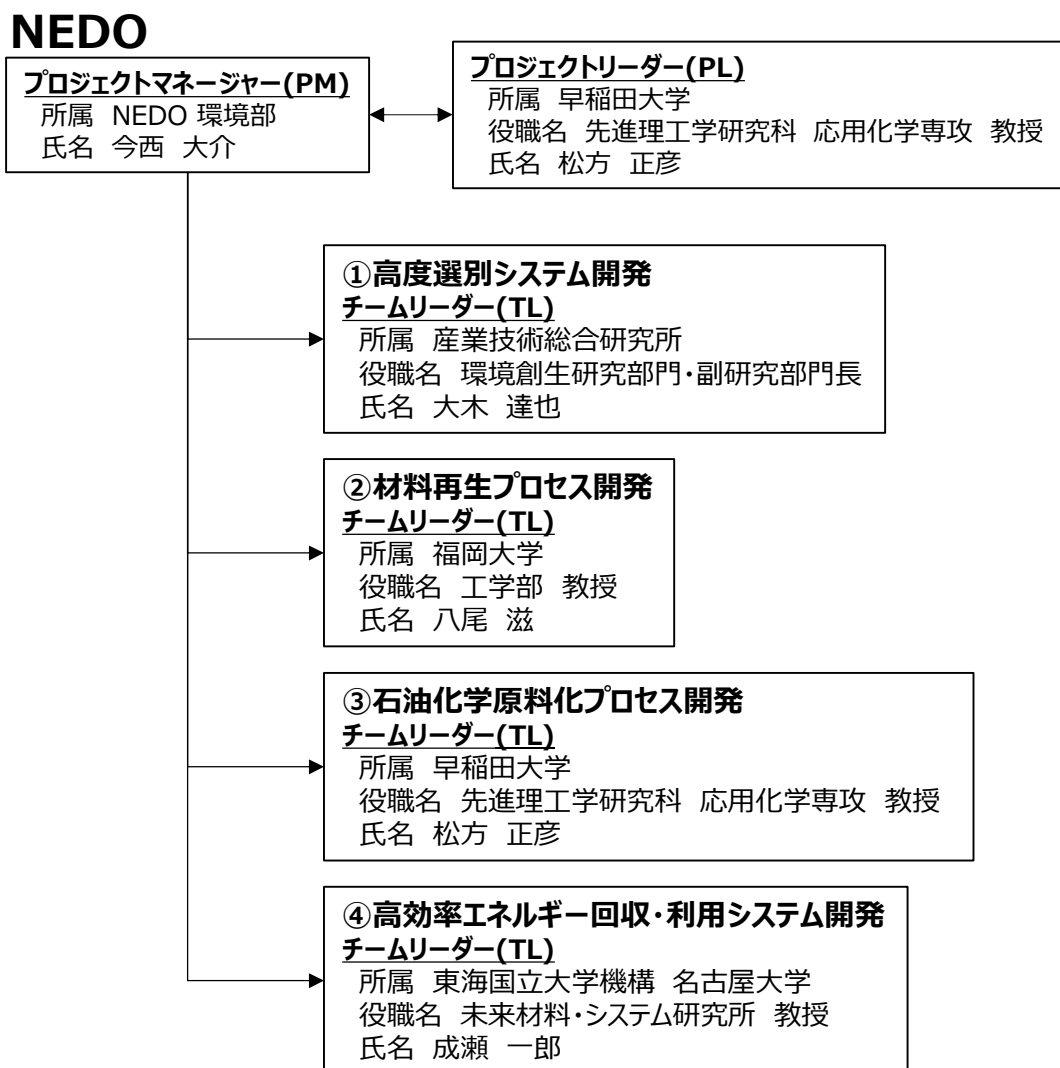 NEDO
プロジェクトマネージャー(PM)
所属 NEDO 環境部
氏名 今西 大介
プロジェクトリーダー(PL)
所属 早稲田大学
役職名 先進理工学研究科 応用化学専攻 教授
氏名 松方 正彦
①高度選別システム開発
チームリーダー(TL)
所属 産業技術総合研究所
役職名 環境創生研究部門・副研究部門長
氏名 大木 達也
②材料再生プロセス開発
チームリーダー(TL)
所属 福岡大学
役職名 工学部 教授
氏名 八尾 滋
③石油化学原料化プロセス開発
チームリーダー(TL)
所属 早稲田大学
役職名 先進理工学研究科 応用化学専攻 教授
氏名 松方 正彦
④高効率エネルギー回収・利用システム開発
チームリーダー(TL)
所属 東海国立大学機構 名古屋大学
役職名 未来材料・システム研究所 教授
氏名 成瀬 一郎